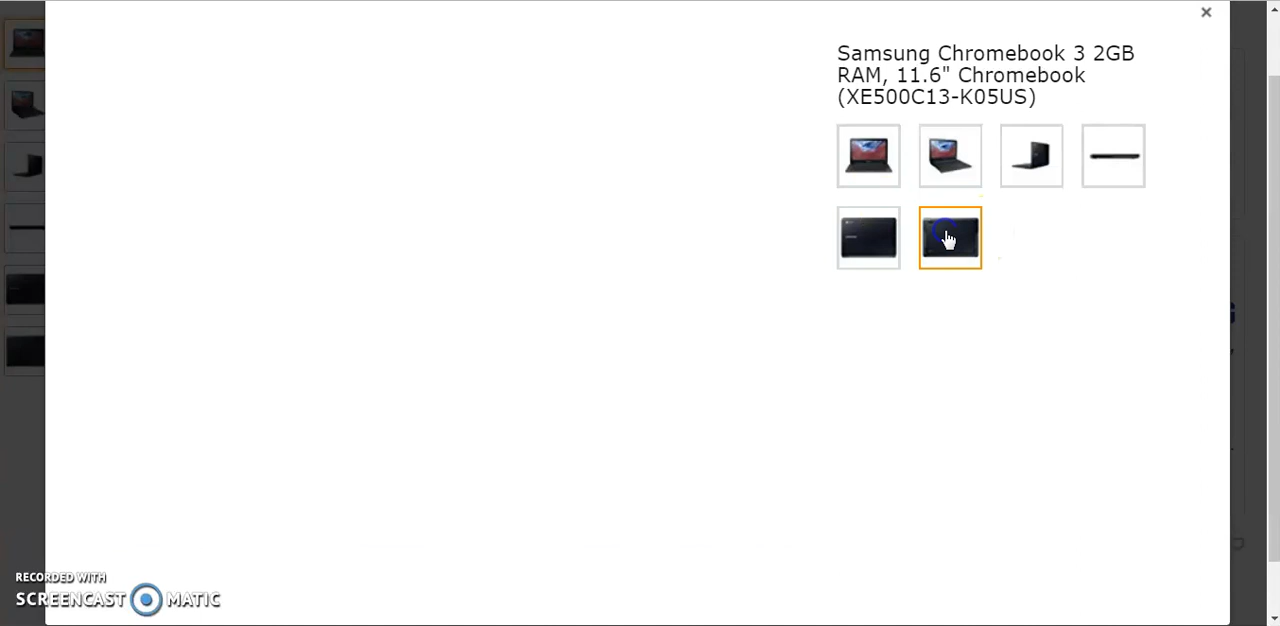 Samsung Chromebook 3 2GB
RAM, 11.6" Chromebook
(XE500C13-K05US)
RECORDED WITH
SCREENCAST MATIC